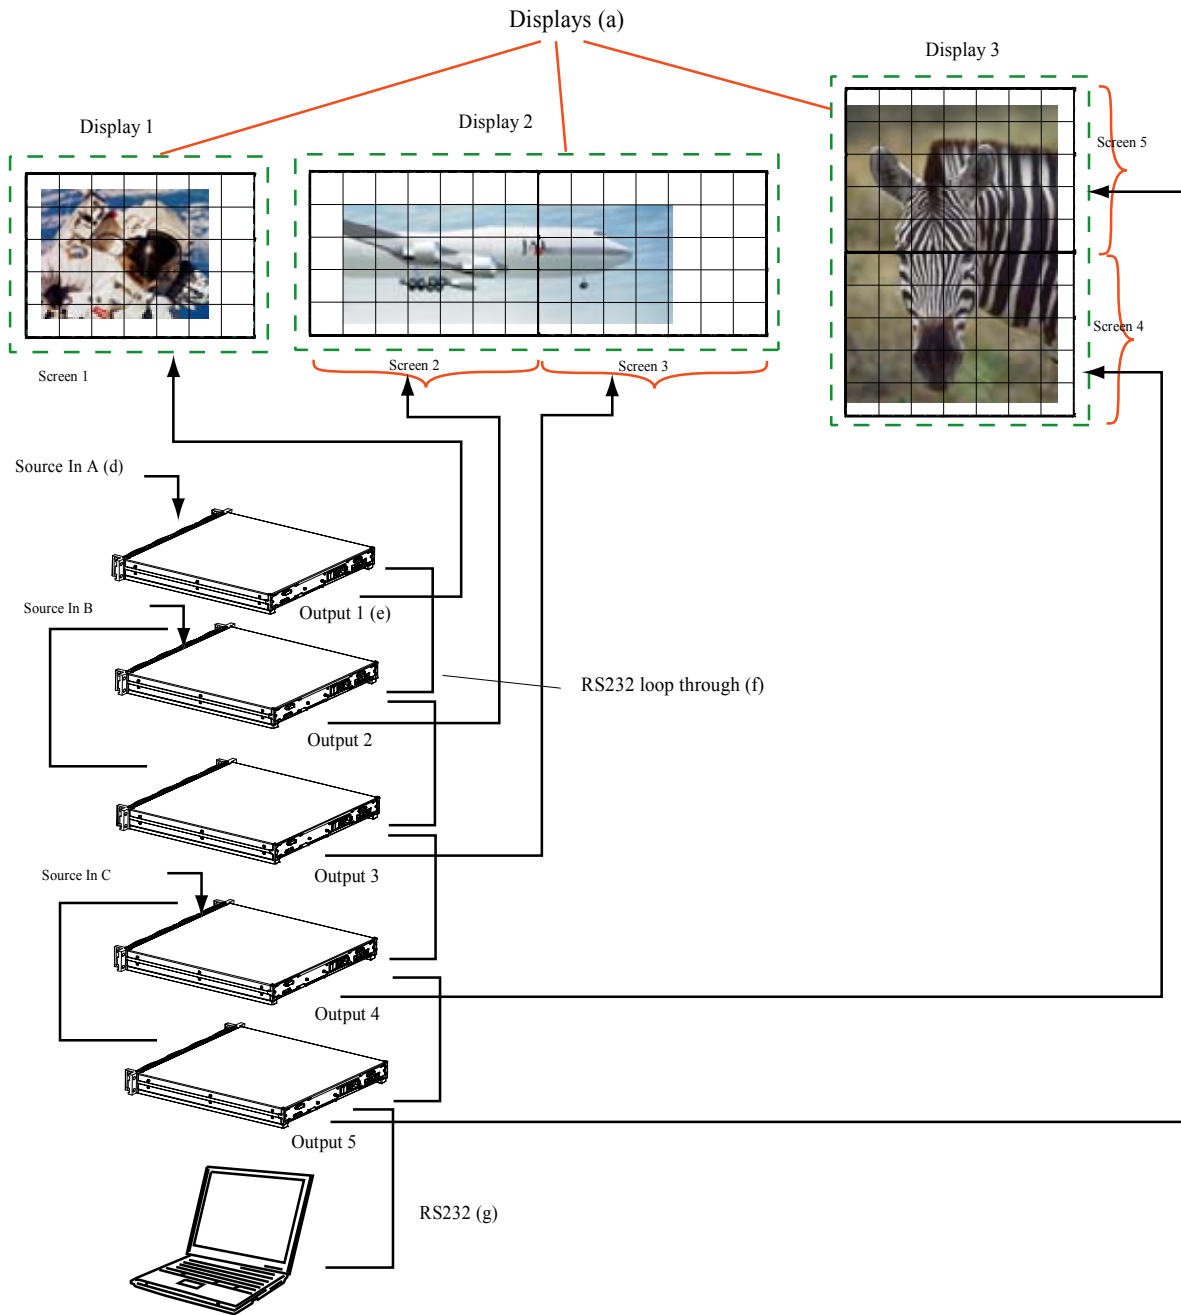 Displays (a)
Display 3
Display 1
Display 2
Screen 5
Screen 4
Screen 1
Screen 2
Screen 3
Source In A (d)
Output 1 (e)
Source In B
RS232 loop through (f)
Output 2
Source In C
Output 3
Output 4
Output 5
RS232 (g)